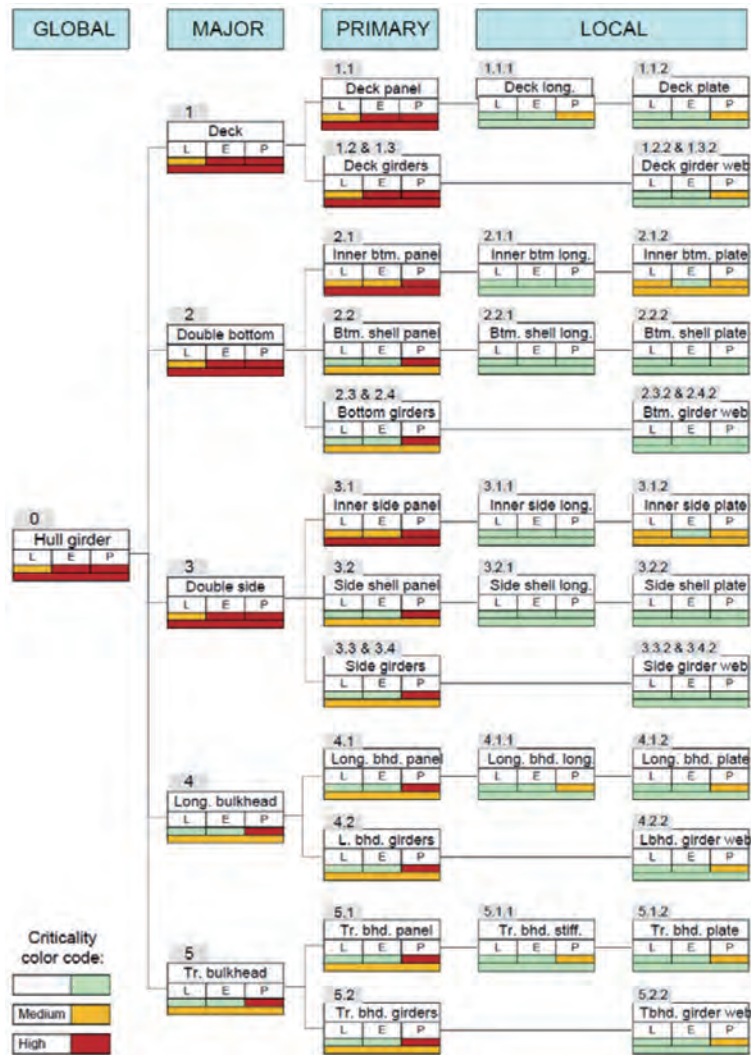 GLOBAL
MAJOR
PRIMARY
LOCAL
1.1
Deck panel
L E P
1.1.1
Deck long.
L E P
1.1.2
Deck plate
L E P
1
Deck
L E P
1.2 & 1.3
Deck girders
L E P
1.2.2 & 1.3.2
Deck girder web
L E P
2.1
Inner btm. panel
L E P
2.1.1
Inner btm long.
L E P
2.1.2
Inner btm. plate
L E P
2
Double bottom
L E P
2.2
Btm. shell panel
L E P
2.2.1
Btm. shell long.
L E P
2.2.2
Btm. shell plate
L E P
2.3 & 2.4
Bottom girders
L E P
2.3.2 & 2.4.2
Btm. girder web
L E P
0
Hull girder
L E P
3.1
Inner side panel
L E P
3.1.1
Inner side long.
L E P
3.1.2
Inner side plate
L E P
3
Double side
L E P
3.2
Side shell panel
L E P
3.2.1
Side shell long.
L E P
3.2.2
Side shell plate
L E P
3.3 & 3.4
Side girders
L E P
3.3.2 & 3.4.2
Side girder web
L E P
4.1
Long. bhd. panel
L E P
4.1.1
Long. bhd. long.
L E P
4.1.2
Long. bhd. plate
L E P
4
Long. bulkhead
L E P
4.2
L. bhd. girders
L E P
4.2.2
Lbhd. girder web
L E P
5.1
Tr. bhd. panel
L E P
5.1.1
Tr. bhd. stiff.
L E P
5.1.2
Tr. bhd. plate
L E P
5
Tr. bulkhead
L E P
5.2
Tr. bhd. girders
L E P
5.2.2
Tbhd. girder web
L E P
Criticality
color code:
Medium
High